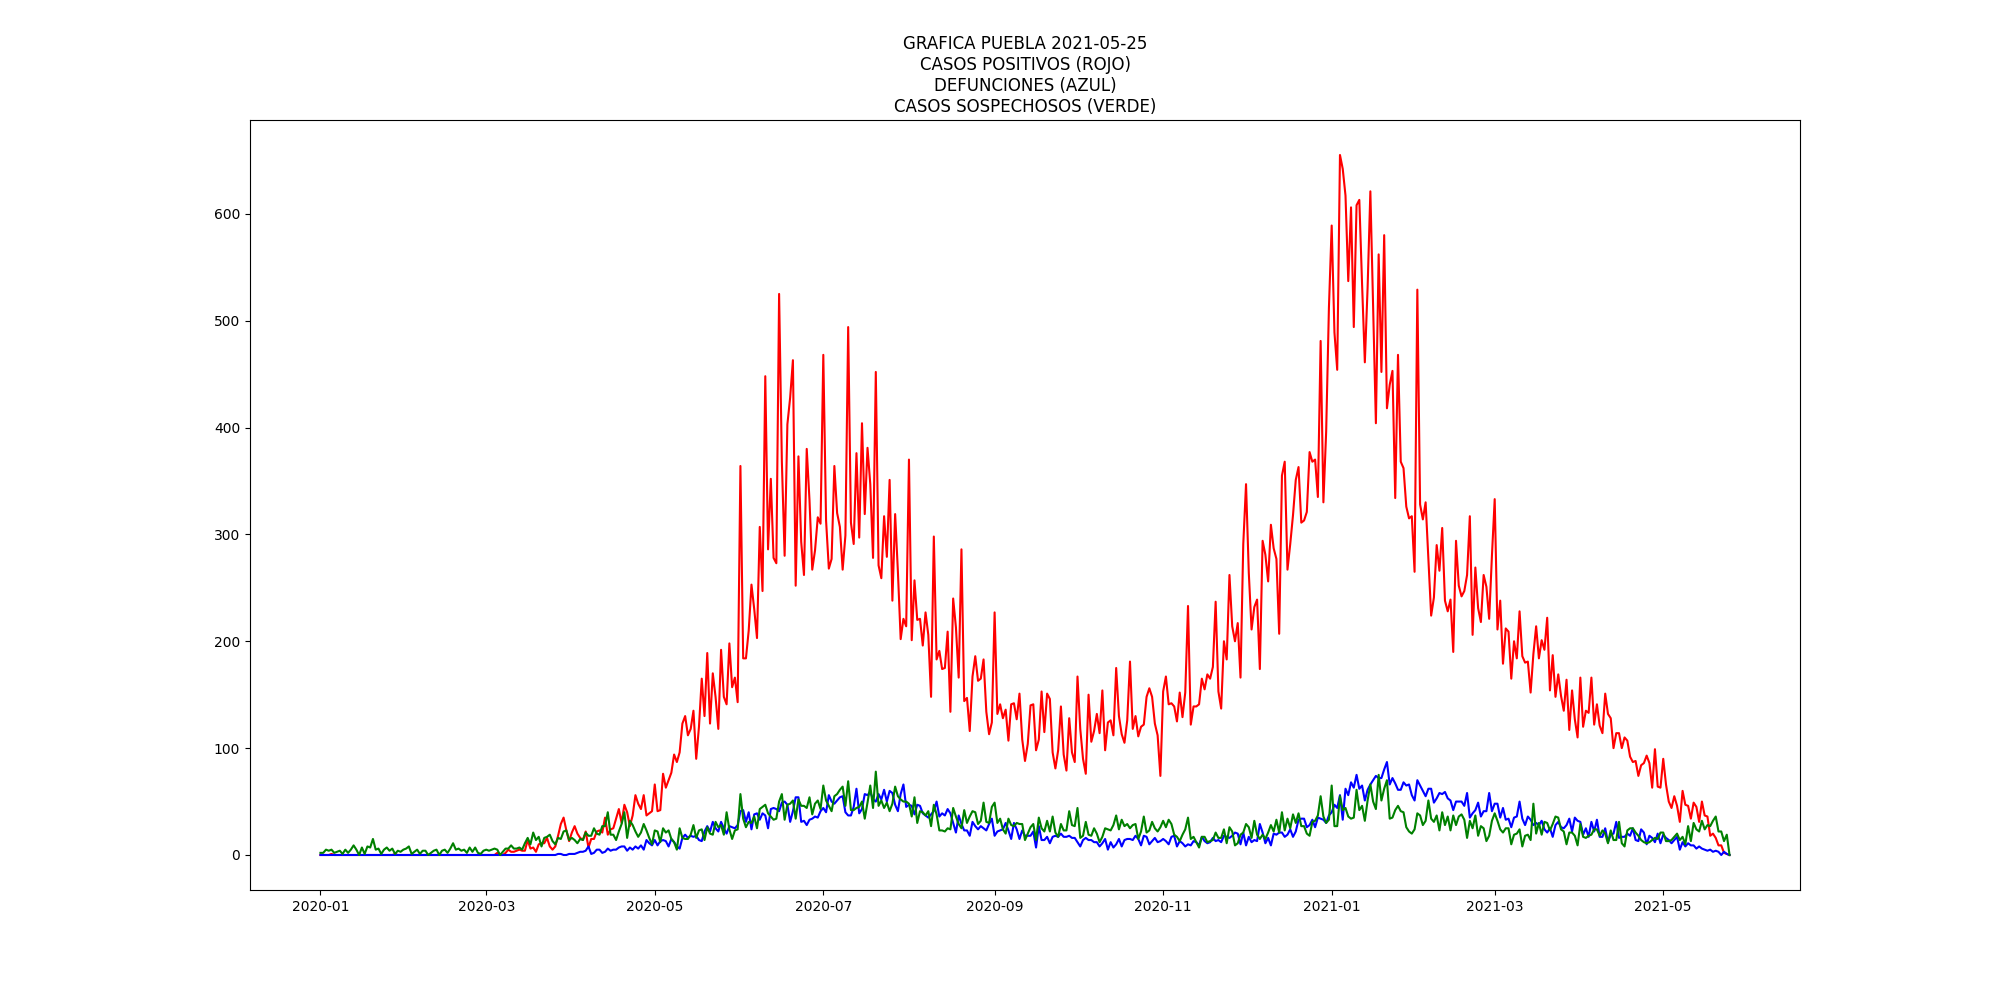 GRAFICA PUEBLA 2021-05-25
CASOS POSITIVOS (ROJO)
DEFUNCIONES (AZUL)
CASOS SOSPECHOSOS (VERDE)
600
500
400
300
200
100
0
2020-01 2020-03 2020-05 2020-07 2020-09 2020-11 2021-01 2021-03 2021-05